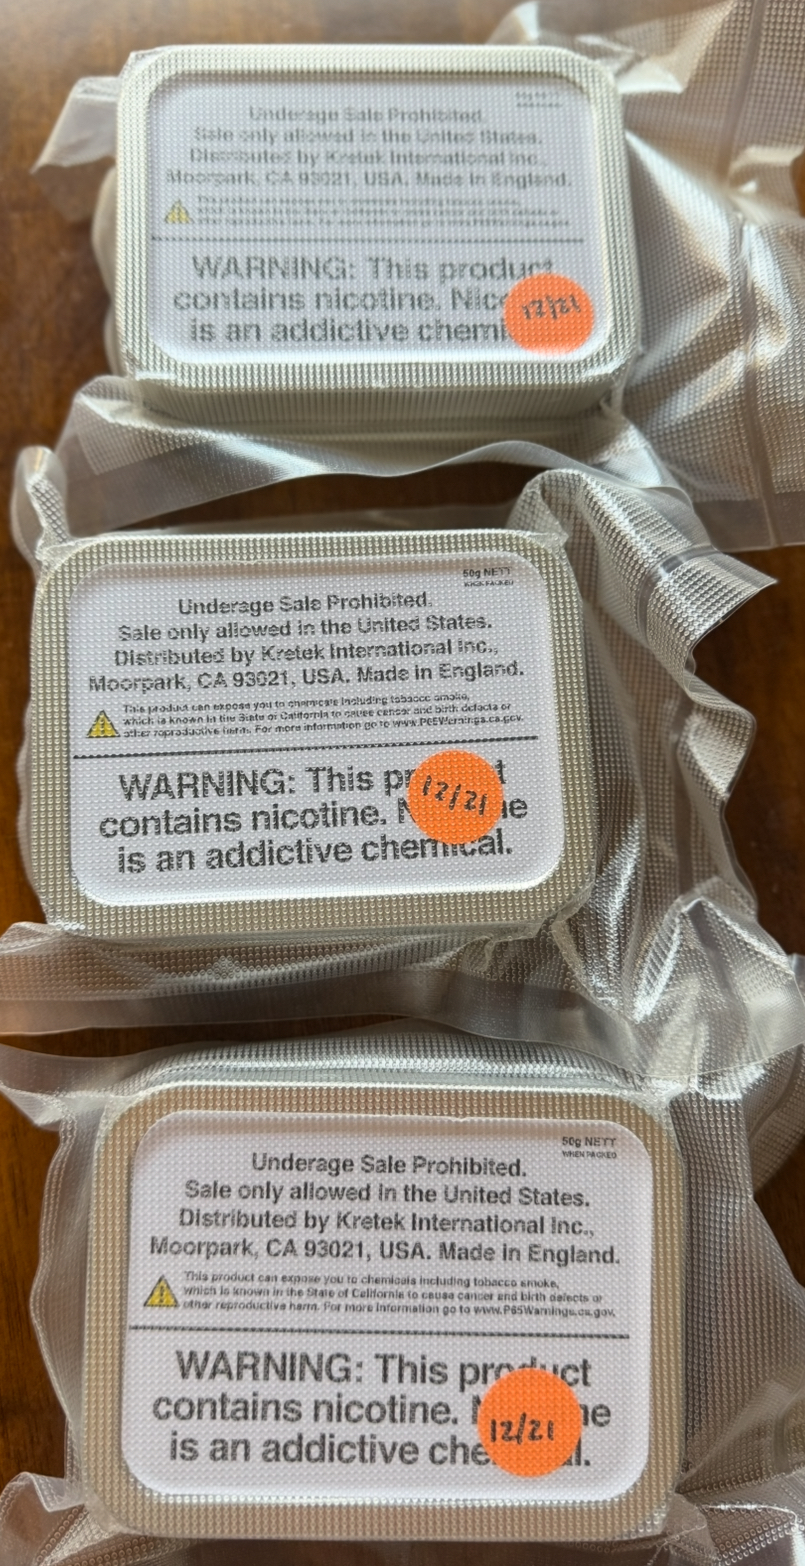 Underage Sale Prohibited.
Sale only allowed in the United States.
Distributed by Kretek International Inc.,
Moorpark, CA 93021, USA. Made in England.
WARNING: This product
contains nicotine.
is an addictive
12/21
50g NETT
WHEN PACKED
Underage Sale Prohibited.
Sale only allowed in the United States.
Distributed by Kretek International Inc.,
Moorpark, CA 93021, USA. Made in England.
This product can expose you to chemicals including tobacco smoke,
which is known in the State of California to cause cancer and birth defects or
other reproductive harm. For more information go to www.P65Warnings.ca.gov.
WARNING: This
contains nicotine.
is an addictive chemical.
12/21
50g NETT
WHEN PACKED
Underage Sale Prohibited.
Sale only allowed in the United States.
Distributed by Kretek International Inc.,
Moorpark, CA 93021, USA. Made in England.
This product can expose you to chemicals including tobacco smoke,
which is known in the State of California to cause cancer and birth defects or
other reproductive harm. For more information go to www.P65Warnings.ca.gov.
WARNING: This product
contains nicotine.
is an addictive
12/21